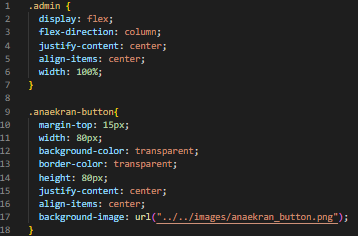 1 .admin {
2 display: flex;
3 flex-direction: column;
4 justify-content: center;
5 align-items: center;
6 width: 100%;
7 }
8
9 .anaekran-button{
10 margin-top: 15px;
11 width: 80px;
12 background-color: transparent;
13 border-color: transparent;
14 height: 80px;
15 justify-content: center;
16 align-items: center;
17 background-image: url("../../images/anaekran_button.png");
18 }